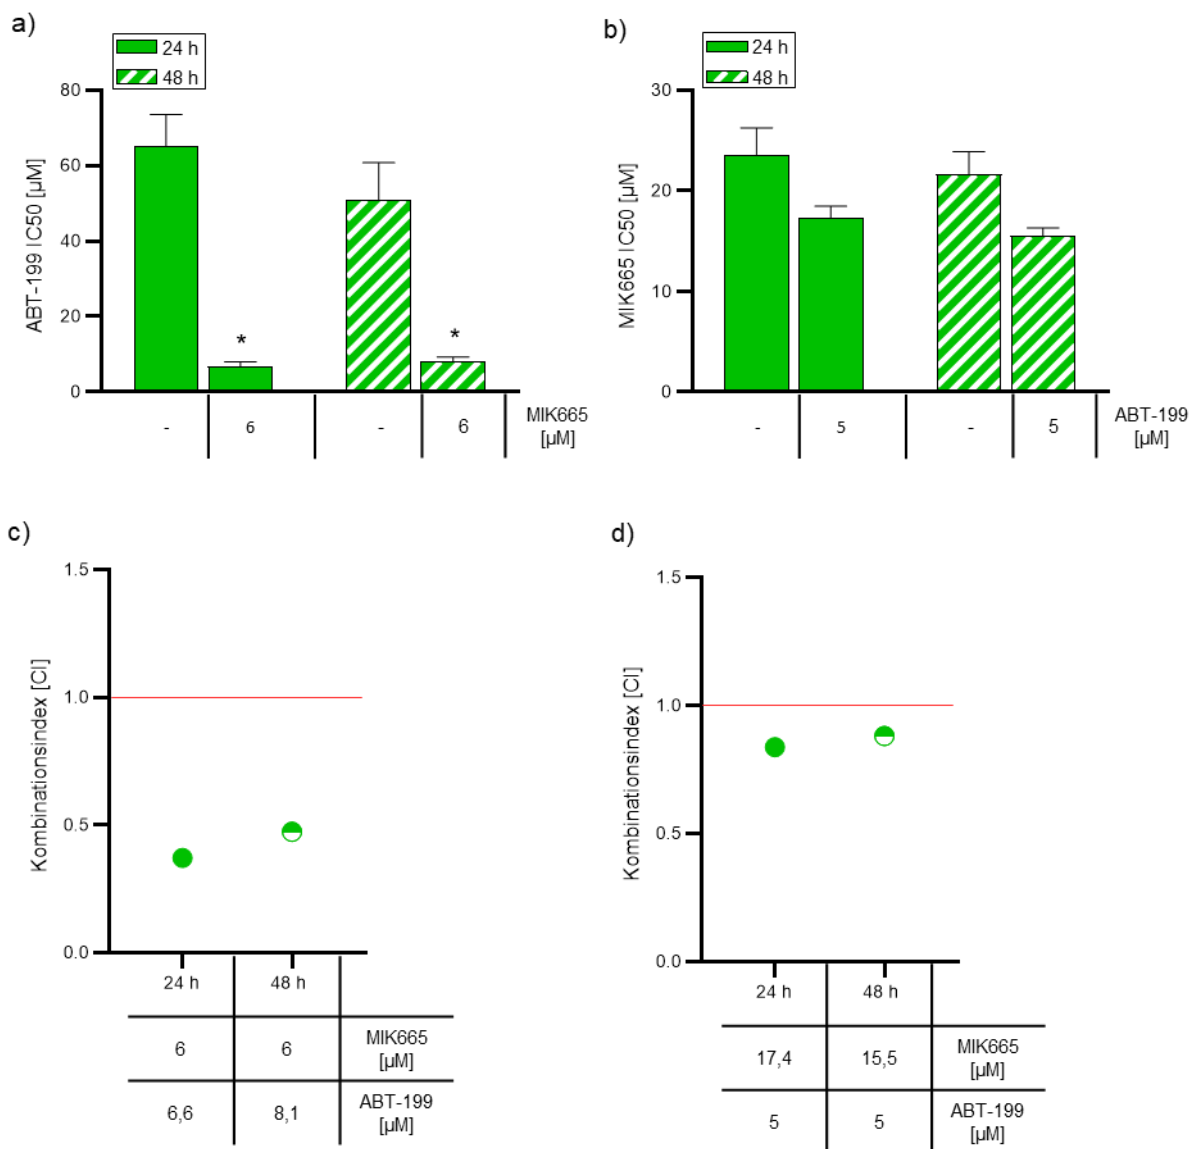 a)
24 h
48 h
80
60
40
20
0
ABT-199 IC50 [µM]
*
*
- 6 - 6 MIK665
[µM]
b)
24 h
48 h
30
20
10
0
MIK665 IC50 [µM]
- 5 - 5 ABT-199
[µM]
c)
1.5
1.0
0.5
0.0
Kombinationsindex [CI]
24 h 48 h
6 6 MIK665
[µM]
6,6 8,1 ABT-199
[µM]
d)
1.5
1.0
0.5
0.0
Kombinationsindex [CI]
24 h 48 h
17,4 15,5 MIK665
[µM]
5 5 ABT-199
[µM]